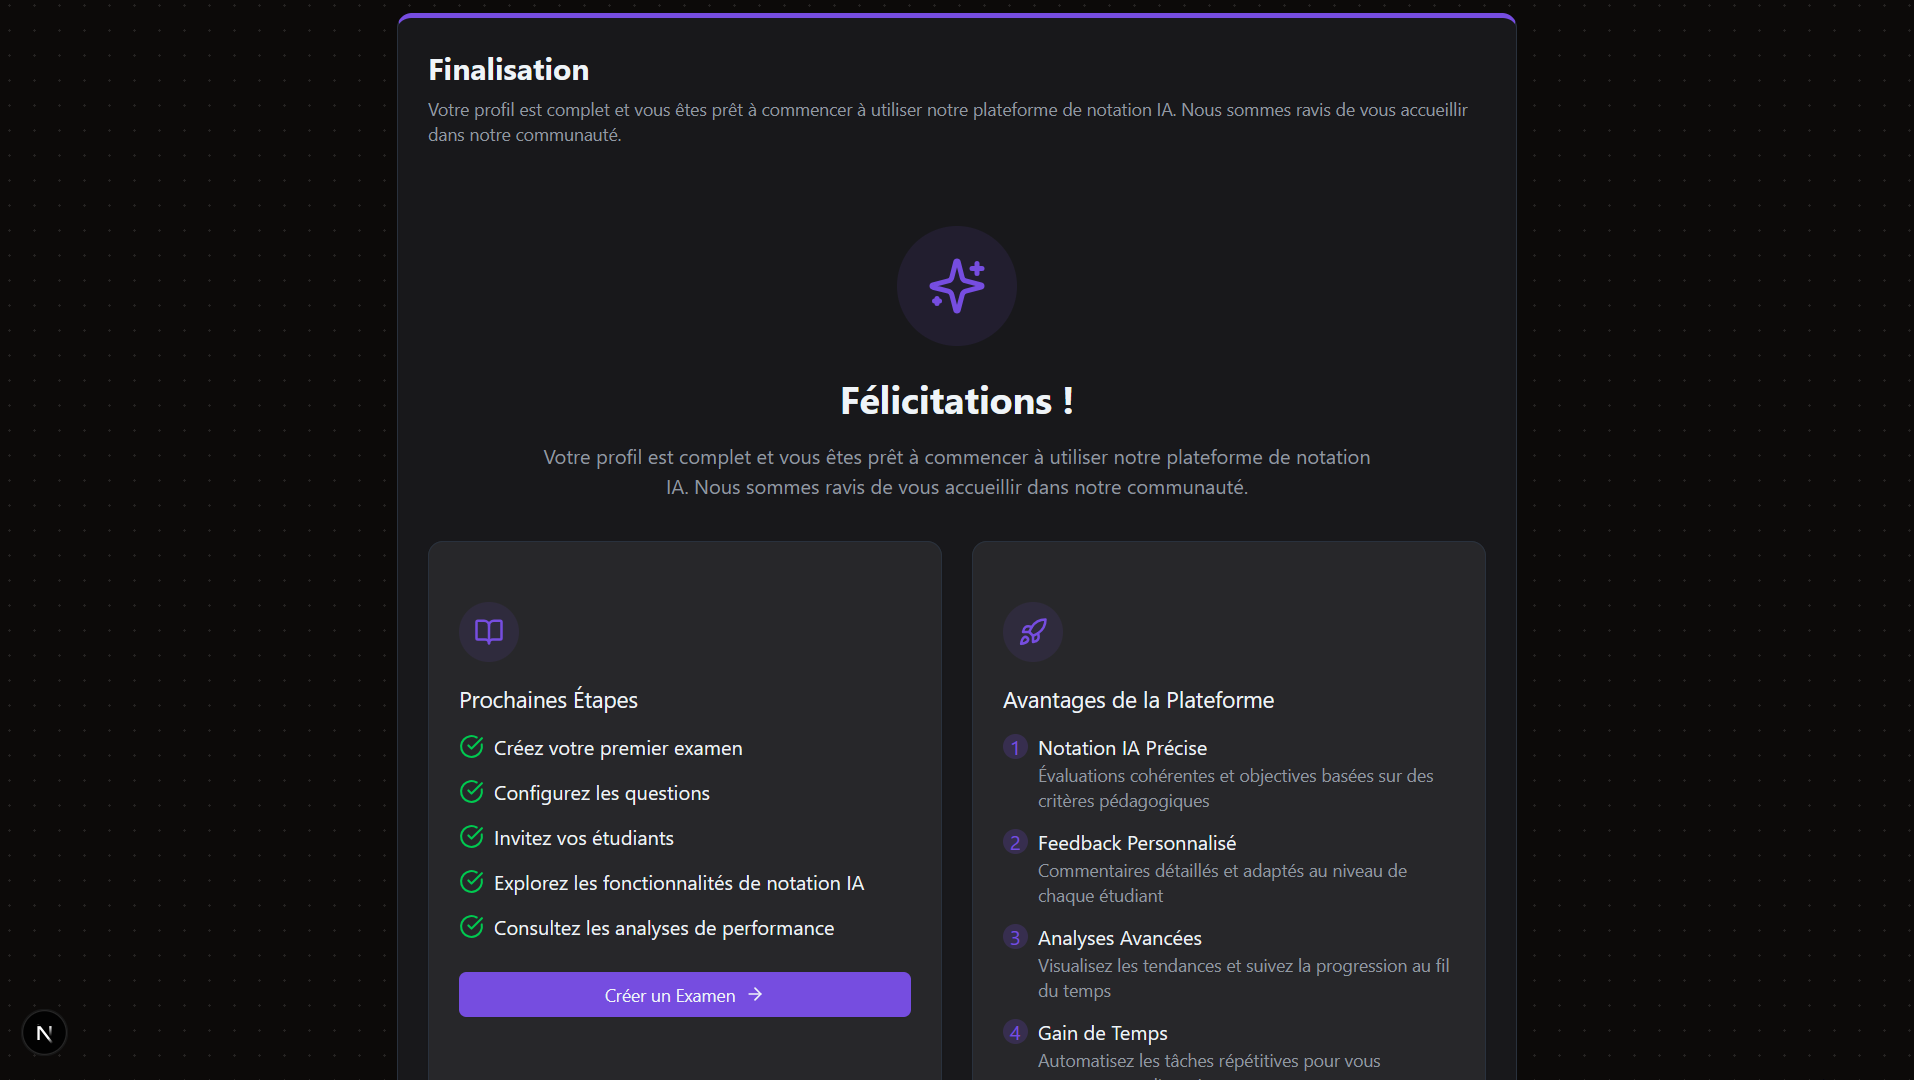 Finalisation
Votre profil est complet et vous êtes prêt à commencer à utiliser notre plateforme de notation IA. Nous sommes ravis de vous accueillir
dans notre communauté.
Félicitations !
Votre profil est complet et vous êtes prêt à commencer à utiliser notre plateforme de notation
IA. Nous sommes ravis de vous accueillir dans notre communauté.
Prochaines Étapes
Créez votre premier examen
Configurez les questions
Invitez vos étudiants
Explorez les fonctionnalités de notation IA
Consultez les analyses de performance
Créer un Examen
Avantages de la Plateforme
1 Notation IA Précise
Évaluations cohérentes et objectives basées sur des
critères pédagogiques
2 Feedback Personnalisé
Commentaires détaillés et adaptés au niveau de
chaque étudiant
3 Analyses Avancées
Visualisez les tendances et suivez la progression au fil
du temps
4 Gain de Temps
Automatisez les tâches répétitives pour vous
N